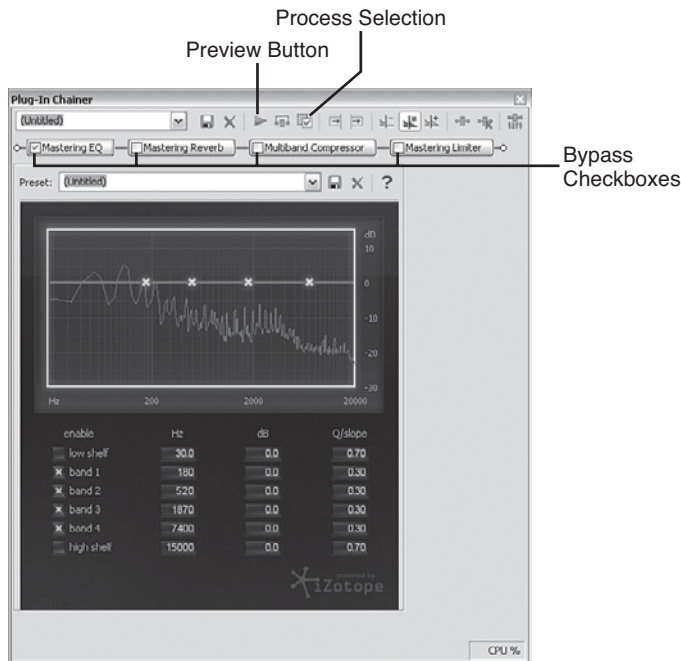 Process Selection
Preview Button
Plug-In Chainer
(Untitled)
Mastering EQ
Mastering Reverb
Multiband Compressor
Mastering Limiter
Bypass
Checkboxes
Preset: (Untitled) ?
dB
10
0
-10
-20
-30
Hz 200 2000 20000
enable Hz dB Q/slope
low shelf 30.0 0.0 0.70
band 1 180 0.0 0.30
band 2 520 0.0 0.30
band 3 1870 0.0 0.30
band 4 7400 0.0 0.30
high shelf 15000 0.0 0.70
powered by
iZotope
CPU %